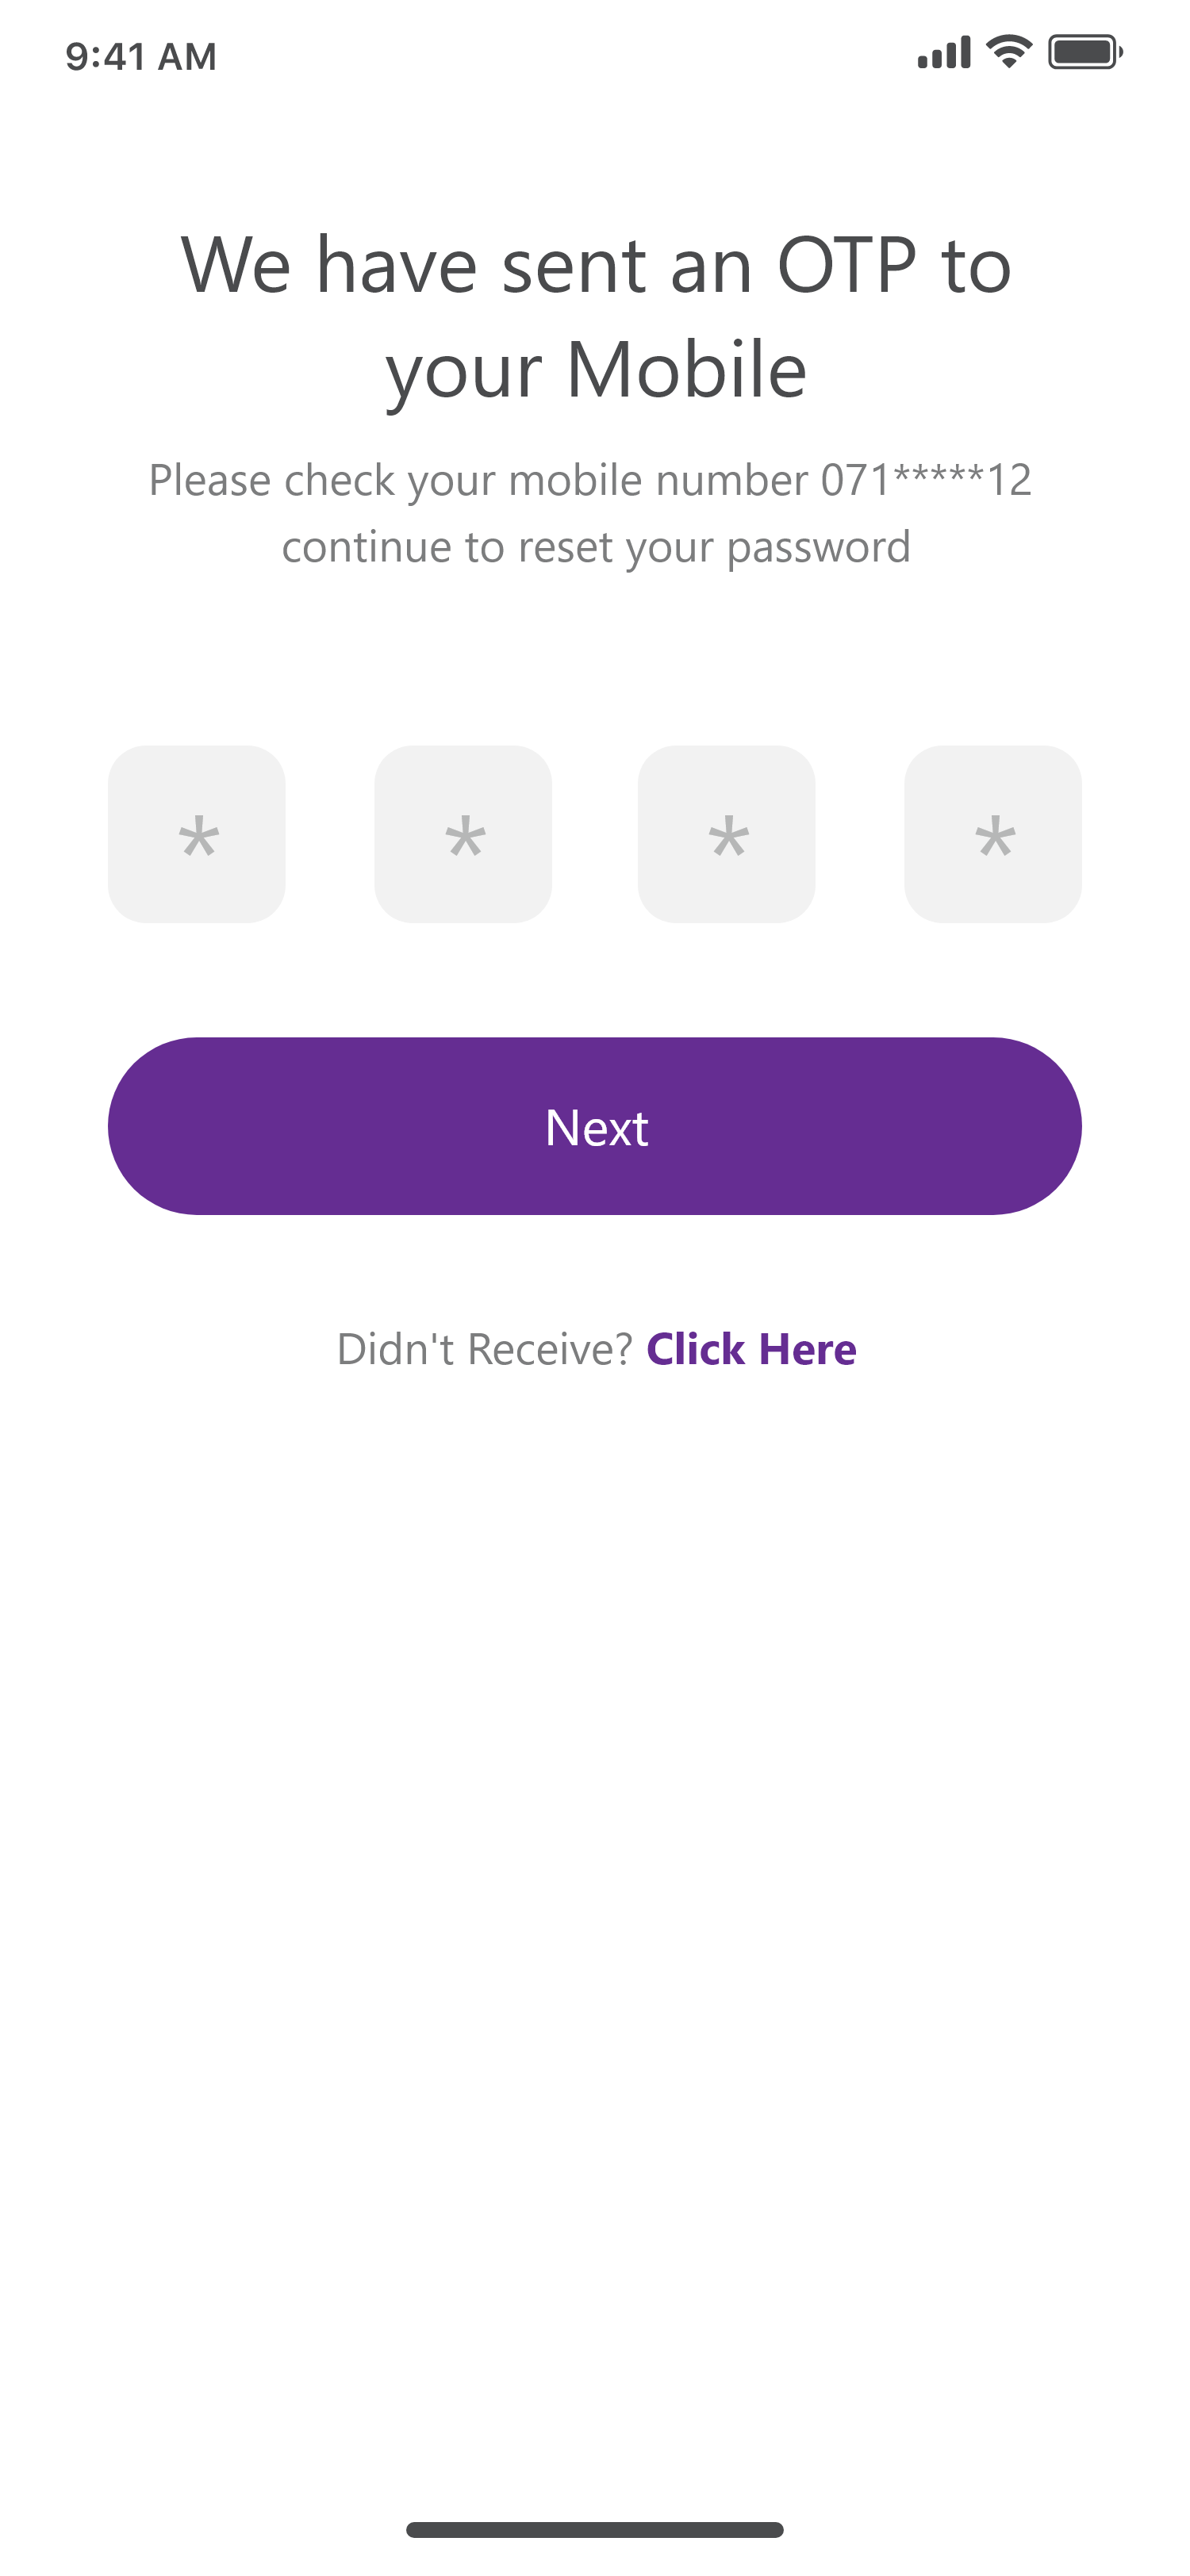 9:41 AM
We have sent an OTP to
your Mobile
Please check your mobile number 071*****12
continue to reset your password
* * * *
Next
Didn't Receive? Click Here